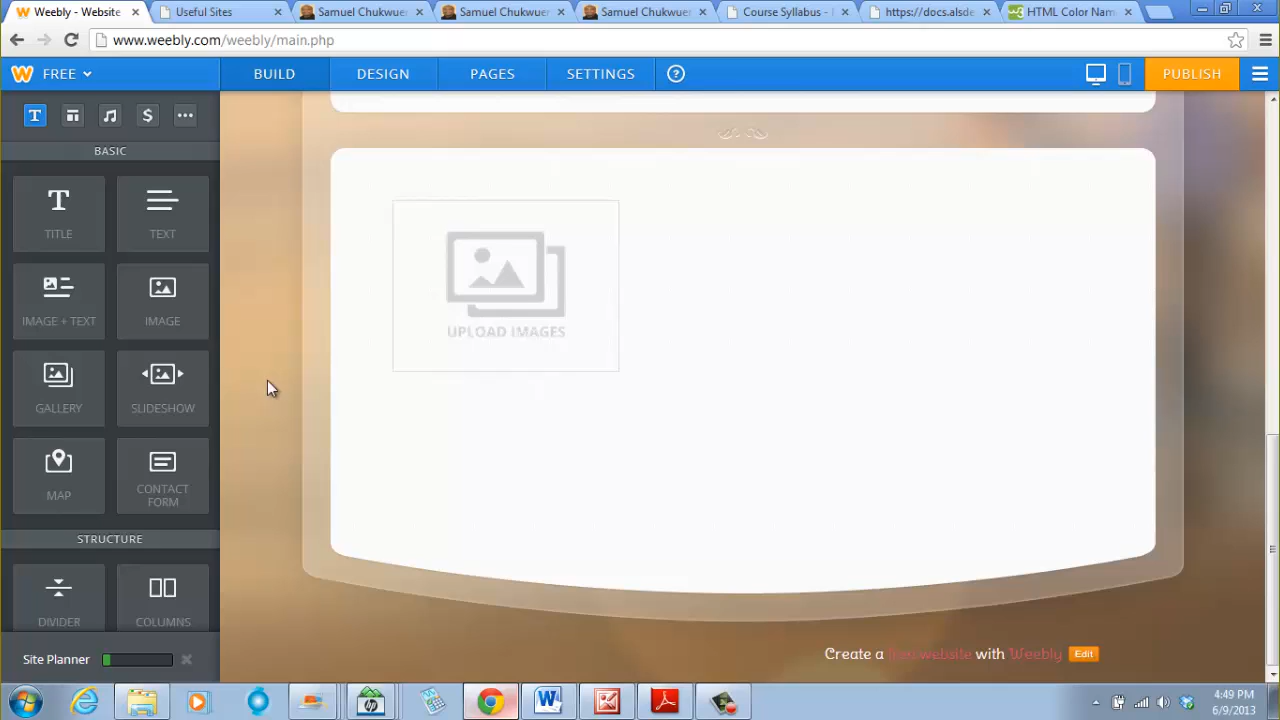 Weebly - Website
Useful Sites
Samuel Chukwue
Samuel Chukwue
Samuel Chukwue
Course Syllabus -
https://docs.alsde
HTML Color Nam
www.weebly.com/weebly/main.php
FREE
BUILD
DESIGN
PAGES
SETTINGS
?
PUBLISH
T
$
BASIC
T
TITLE
TEXT
IMAGE + TEXT
IMAGE
GALLERY
SLIDESHOW
MAP
CONTACT
FORM
STRUCTURE
DIVIDER
COLUMNS
Site Planner
UPLOAD IMAGES
Create a free website with Weebly
Edit
4:49 PM
6/9/2013